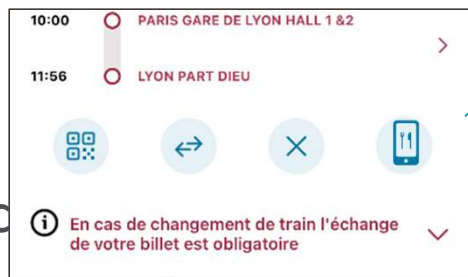 10:00 PARIS GARE DE LYON HALL 1 &2
11:56 LYON PART DIEU
En cas de changement de train l'échange
de votre billet est obligatoire